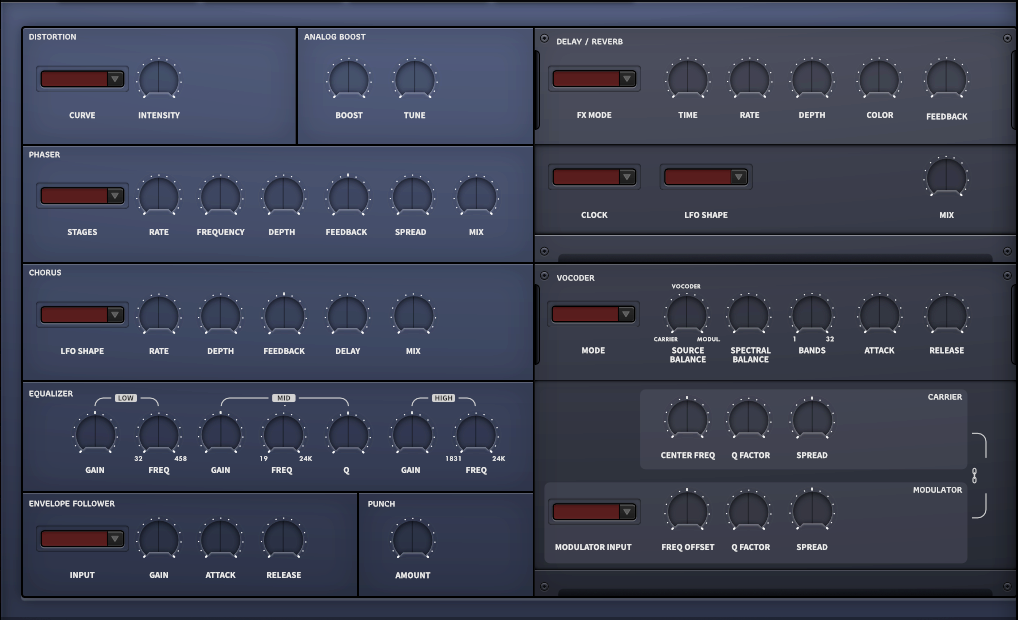 DISTORTION
CURVE INTENSITY
ANALOG BOOST
BOOST TUNE
PHASER
STAGES RATE FREQUENCY DEPTH FEEDBACK SPREAD MIX
CHORUS
LFO SHAPE RATE DEPTH FEEDBACK DELAY MIX
EQUALIZER
LOW MID HIGH
32 458 19 24K 1831 24K
GAIN FREQ GAIN FREQ Q GAIN FREQ
ENVELOPE FOLLOWER
INPUT GAIN ATTACK RELEASE
PUNCH
AMOUNT
DELAY / REVERB
FX MODE TIME RATE DEPTH COLOR FEEDBACK
CLOCK LFO SHAPE MIX
VOCODER
VOCODER
CARRIER MODUL. 1 32
MODE SOURCE BALANCE SPECTRAL BALANCE BANDS ATTACK RELEASE
CARRIER
CENTER FREQ Q FACTOR SPREAD
MODULATOR
MODULATOR INPUT FREQ OFFSET Q FACTOR SPREAD